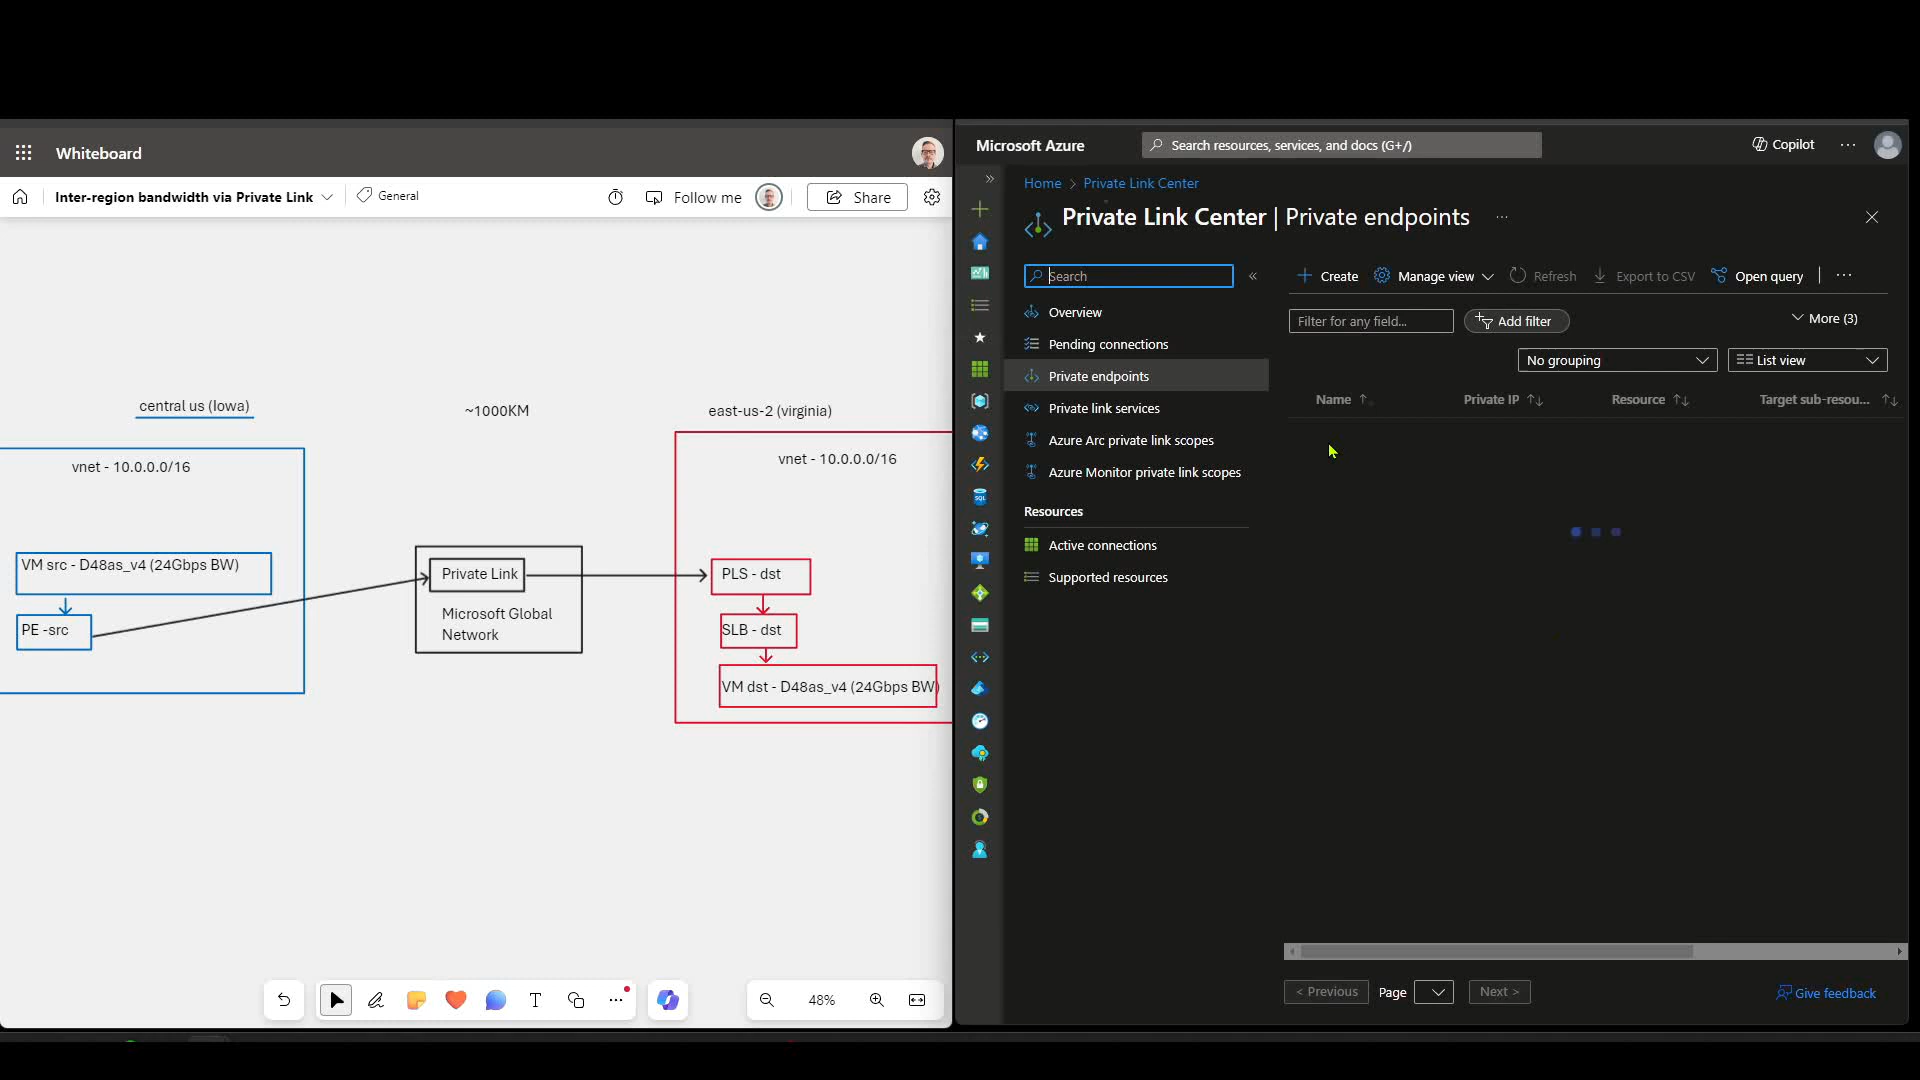 Whiteboard
Inter-region bandwidth via Private Link
General
Follow me
Share
central us (Iowa)
~1000KM
east-us-2 (virginia)
vnet - 10.0.0.0/16
vnet - 10.0.0.0/16
VM src - D48as_v4 (24Gbps BW)
PE -src
Private Link
Microsoft Global
Network
PLS - dst
SLB - dst
VM dst - D48as_v4 (24Gbps BW)
48%
Microsoft Azure
Search resources, services, and docs (G+/)
Copilot
Home > Private Link Center
Private Link Center | Private endpoints
Search
Overview
Pending connections
Private endpoints
Private link services
Azure Arc private link scopes
Azure Monitor private link scopes
Resources
Active connections
Supported resources
Create
Manage view
Refresh
Export to CSV
Open query
Filter for any field...
Add filter
More (3)
No grouping
List view
Name
Private IP
Resource
Target sub-resou...
< Previous
Page
Next >
Give feedback
SQL